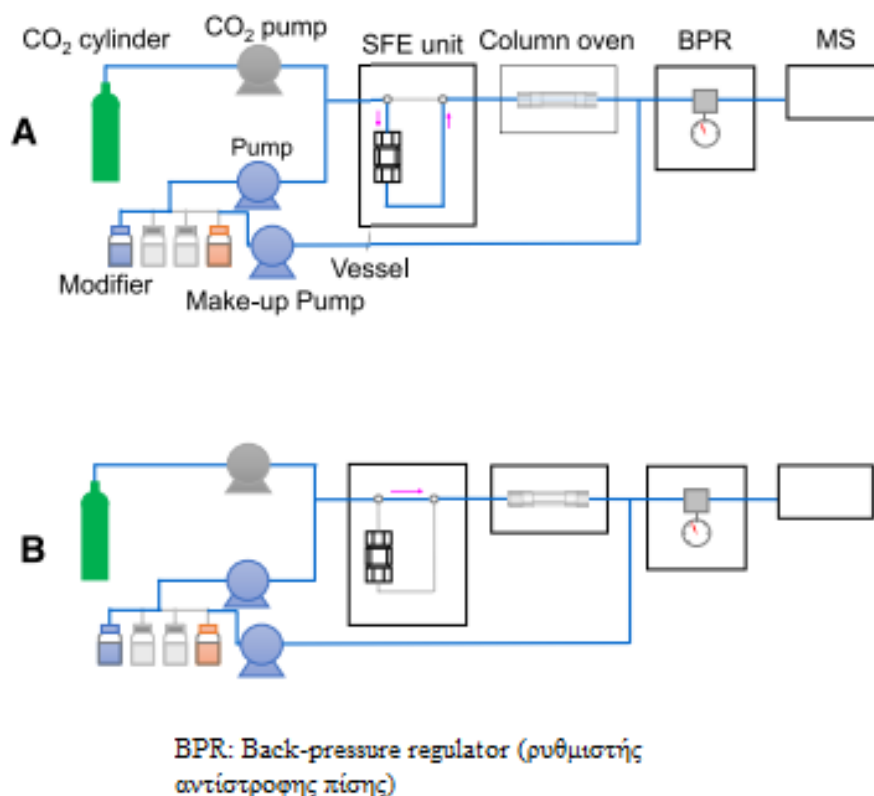 CO₂ cylinder
CO₂ pump
SFE unit
Column oven
BPR
MS
A
Pump
Modifier
Make-up Pump
Vessel
B
BPR: Back-pressure regulator (ρυθμιστής
αντίστροφης πίσης)